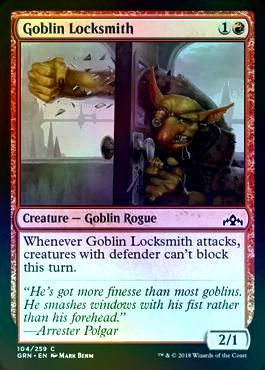 Goblin Locksmith 1
Creature — Goblin Rogue
Whenever Goblin Locksmith attacks,
creatures with defender can't block
this turn.
"He's got more finesse than most goblins.
He smashes windows with his fist rather
than his forehead."
—Arrester Polgar
2/1
104/259 C
GRN • EN Mark Behm
™ & © 2018 Wizards of the Coast